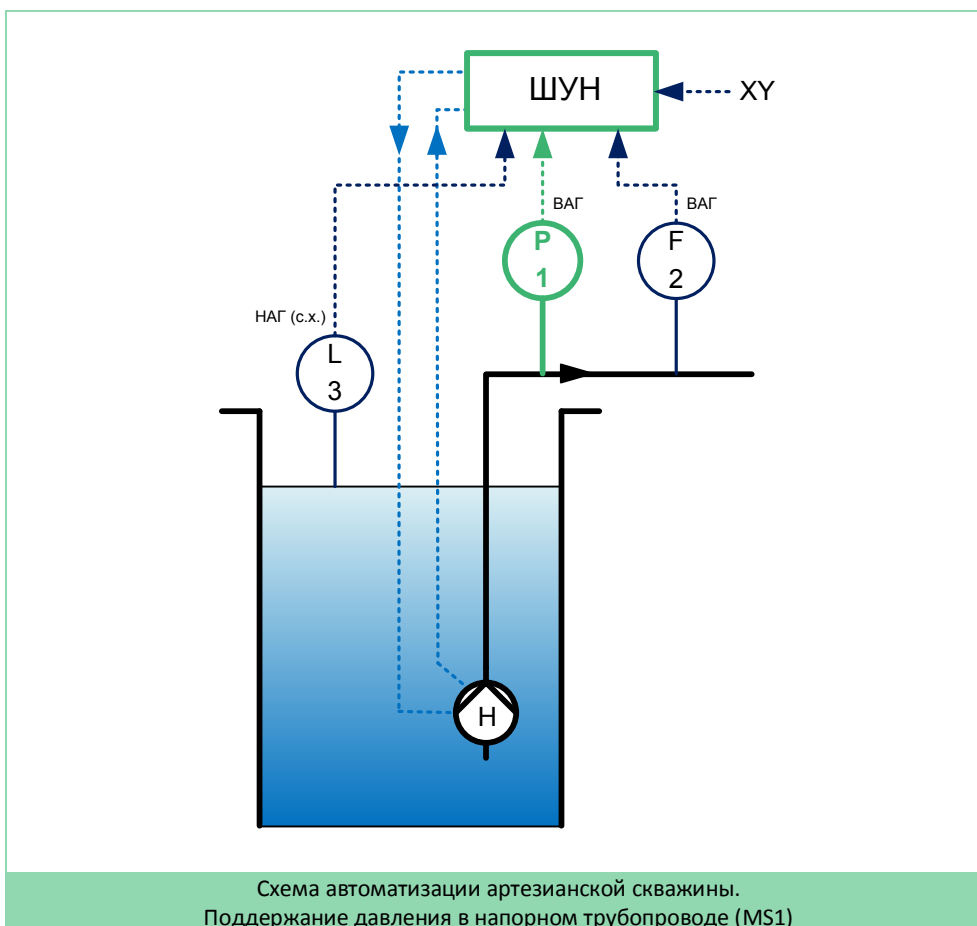 ШУН
XY
ВАГ
ВАГ
P
1
F
2
НАГ (с.х.)
L
3
Н
Схема автоматизации артезианской скважины.
Поддержание давления в напорном трубопроводе (MS1)